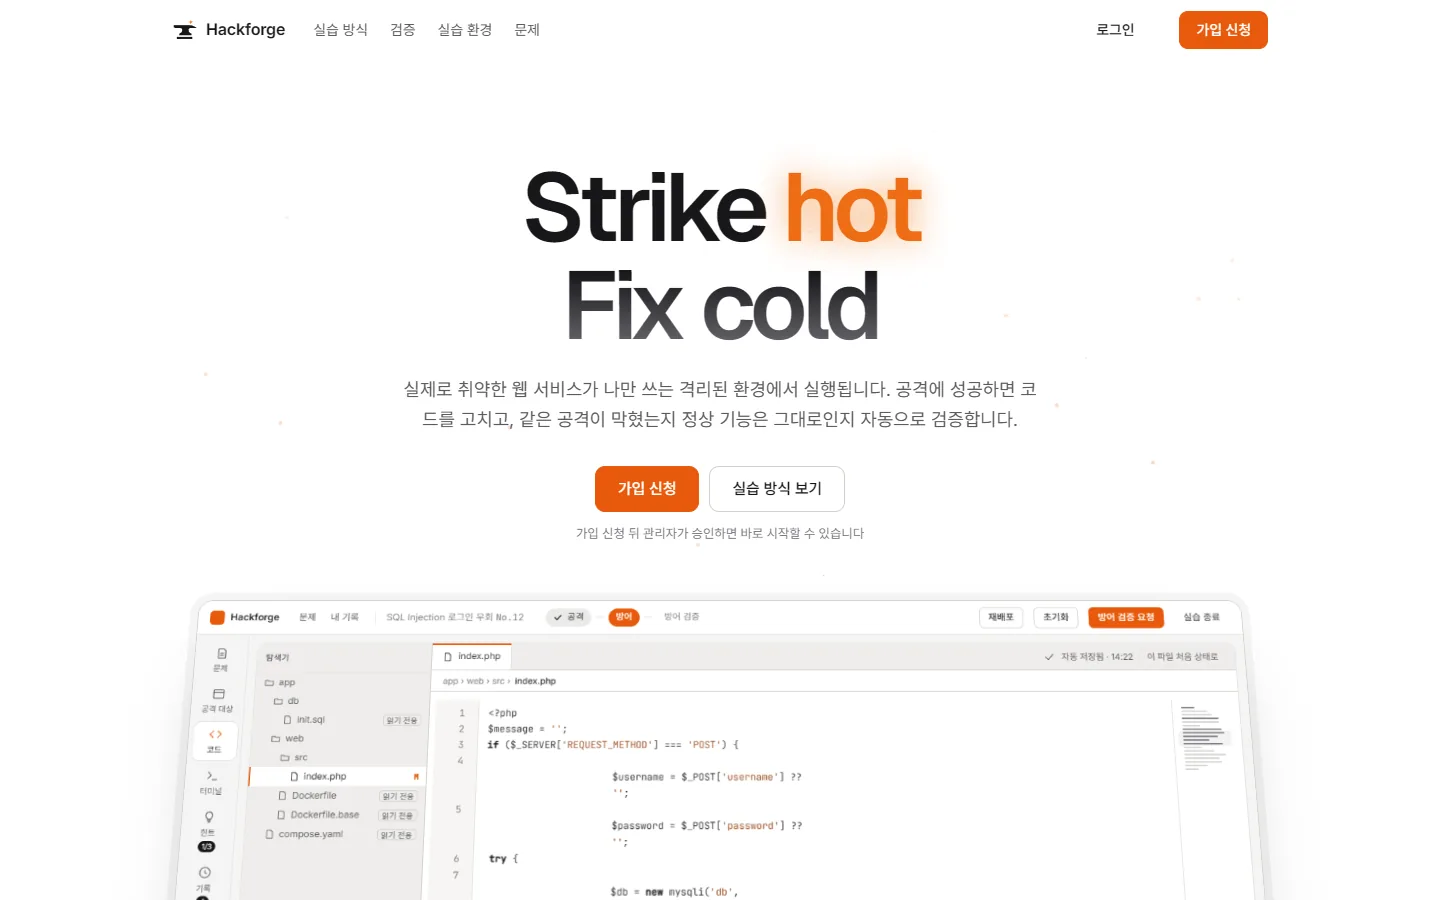 Hackforge 실습 방식 검증 실습 환경 문제 로그인 가입 신청
Strike hot
Fix cold
실제로 취약한 웹 서비스가 나만 쓰는 격리된 환경에서 실행됩니다. 공격에 성공하면 코
드를 고치고, 같은 공격이 막혔는지 정상 기능은 그대로인지 자동으로 검증합니다.
가입 신청 실습 방식 보기
가입 신청 뒤 관리자가 승인하면 바로 시작할 수 있습니다
Hackforge 문제 내 기록 SQL Injection 로그인 우회 No.12 공격 방어 방어 검증 재배포 초기화 방어 검증 요청 실습 종료
문제
공격 대상
코드
터미널
힌트
1/3
기록
탐색기
app
db
init.sql 읽기 전용
web
src
index.php M
Dockerfile 읽기 전용
Dockerfile.base 읽기 전용
compose.yaml 읽기 전용
index.php 자동 저장됨 · 14:22 이 파일 처음 상태로
app › web › src › index.php
1 <?php
2 $message = '';
3 if ($_SERVER['REQUEST_METHOD'] === 'POST') {
4
$username = $_POST['username'] ??
'';
5
$password = $_POST['password'] ??
'';
6 try {
7
$db = new mysqli('db',